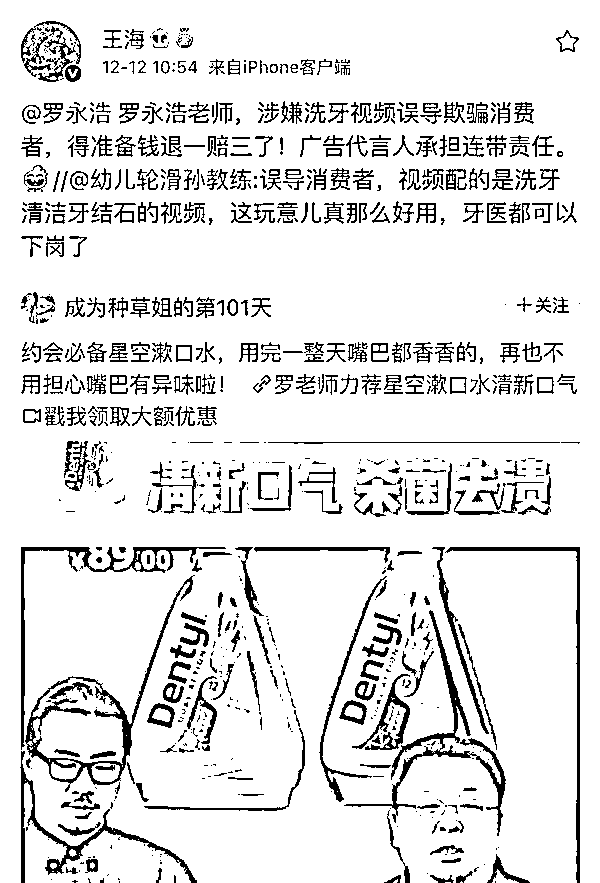 王海
12-12 10:54 来自iPhone客户端
@罗永浩 罗永浩老师，涉嫌洗牙视频误导欺骗消费
者，得准备钱退一赔三了！广告代言人承担连带责任。
//@幼儿轮滑孙教练:误导消费者，视频配的是洗牙
清洁牙结石的视频，这玩意儿真那么好用，牙医都可以
下岗了
成为种草姐的第101天
+关注
约会必备星空漱口水，用完一整天嘴巴都香香的，再也不
用担心嘴巴有异味啦！ 罗老师力荐星空漱口水清新口气
戳我领取大额优惠
清新口气 杀菌去渍
¥89.00
Dentyl
Dentyl